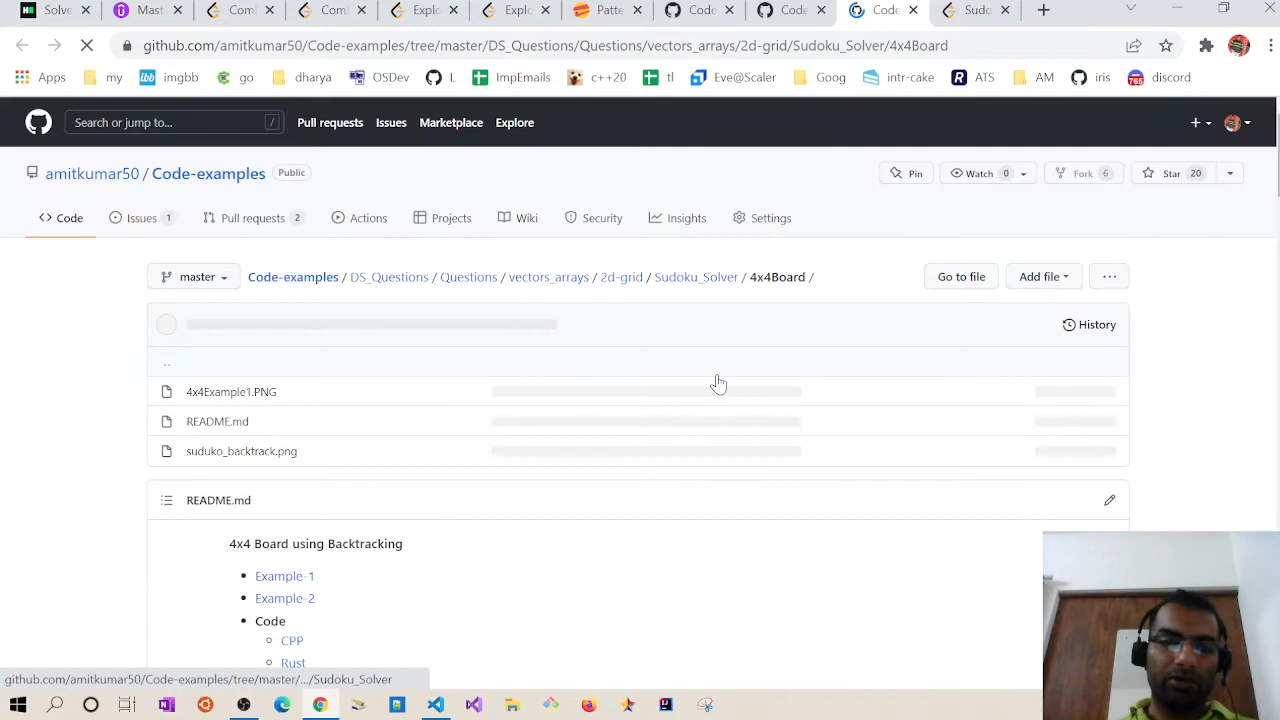 Solve
Mast
Coml
Coml
Explo
Explo
Patte
Code
Code
Code
Sudo
github.com/amitkumar50/Code-examples/tree/master/DS_Questions/Questions/vectors_arrays/2d-grid/Sudoku_Solver/4x4Board
Apps my imgbb go dharya OSDev L ImpEmails c++20 tl Eve@Scaler Goog intr-cake ATS AM iris discord
Search or jump to... / Pull requests Issues Marketplace Explore
amitkumar50 / Code-examples Public Pin Watch 0 Fork 6 Star 20
Code Issues 1 Pull requests 2 Actions Projects Wiki Security Insights Settings
master Code-examples / DS_Questions / Questions / vectors_arrays / 2d-grid / Sudoku_Solver / 4x4Board / Go to file Add file ...
History
..
4x4Example1.PNG
README.md
suduko_backtrack.png
README.md
4x4 Board using Backtracking
Example-1
Example-2
Code
CPP
Rust
github.com/amitkumar50/Code-examples/tree/master/.../Sudoku_Solver